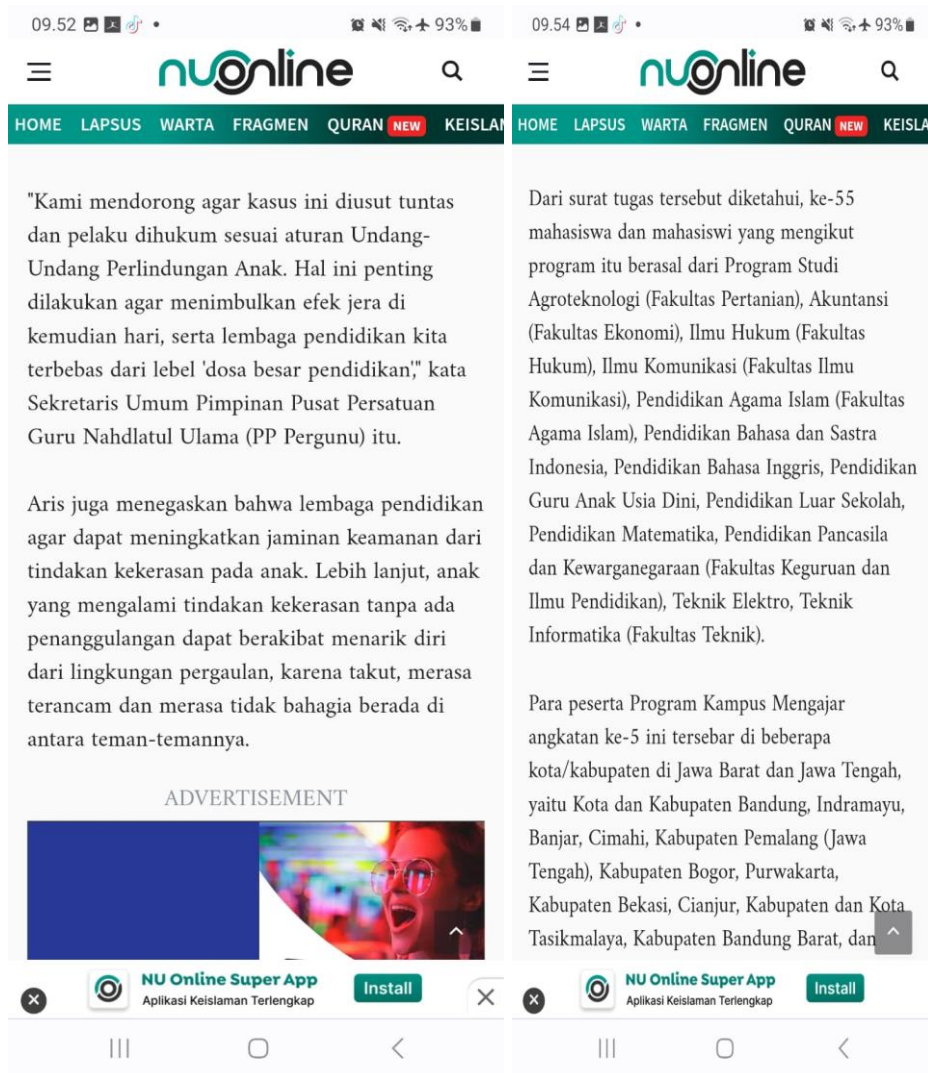 09.52
93%
nuonline
HOME LAPSUS WARTA FRAGMEN QURAN NEW KEISLAM
"Kami mendorong agar kasus ini diusut tuntas
dan pelaku dihukum sesuai aturan Undang-
Undang Perlindungan Anak. Hal ini penting
dilakukan agar menimbulkan efek jera di
kemudian hari, serta lembaga pendidikan kita
terbebas dari lebel 'dosa besar pendidikan'," kata
Sekretaris Umum Pimpinan Pusat Persatuan
Guru Nahdlatul Ulama (PP Pergunu) itu.
Aris juga menegaskan bahwa lembaga pendidikan
agar dapat meningkatkan jaminan keamanan dari
tindakan kekerasan pada anak. Lebih lanjut, anak
yang mengalami tindakan kekerasan tanpa ada
penanggulangan dapat berakibat menarik diri
dari lingkungan pergaulan, karena takut, merasa
terancam dan merasa tidak bahagia berada di
antara teman-temannya.
ADVERTISEMENT
NU Online Super App
Aplikasi Keislaman Terlengkap
Install
09.54
93%
nuonline
HOME LAPSUS WARTA FRAGMEN QURAN NEW KEISLA
Dari surat tugas tersebut diketahui, ke-55
mahasiswa dan mahasiswi yang mengikut
program itu berasal dari Program Studi
Agroteknologi (Fakultas Pertanian), Akuntansi
(Fakultas Ekonomi), Ilmu Hukum (Fakultas
Hukum), Ilmu Komunikasi (Fakultas Ilmu
Komunikasi), Pendidikan Agama Islam (Fakultas
Agama Islam), Pendidikan Bahasa dan Sastra
Indonesia, Pendidikan Bahasa Inggris, Pendidikan
Guru Anak Usia Dini, Pendidikan Luar Sekolah,
Pendidikan Matematika, Pendidikan Pancasila
dan Kewarganegaraan (Fakultas Keguruan dan
Ilmu Pendidikan), Teknik Elektro, Teknik
Informatika (Fakultas Teknik).
Para peserta Program Kampus Mengajar
angkatan ke-5 ini tersebar di beberapa
kota/kabupaten di Jawa Barat dan Jawa Tengah,
yaitu Kota dan Kabupaten Bandung, Indramayu,
Banjar, Cimahi, Kabupaten Pemalang (Jawa
Tengah), Kabupaten Bogor, Purwakarta,
Kabupaten Bekasi, Cianjur, Kabupaten dan Kota
Tasikmalaya, Kabupaten Bandung Barat, dan
NU Online Super App
Aplikasi Keislaman Terlengkap
Install